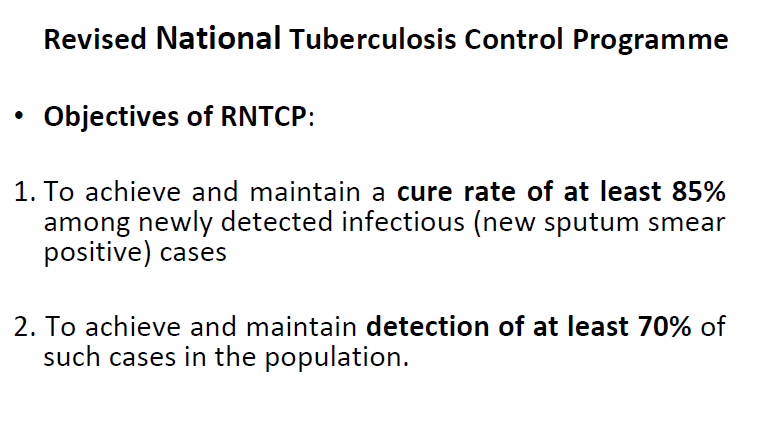 Revised National Tuberculosis Control Programme
• Objectives of RNTCP:
1. To achieve and maintain a cure rate of at least 85%
among newly detected infectious (new sputum smear
positive) cases
2. To achieve and maintain detection of at least 70% of
such cases in the population.